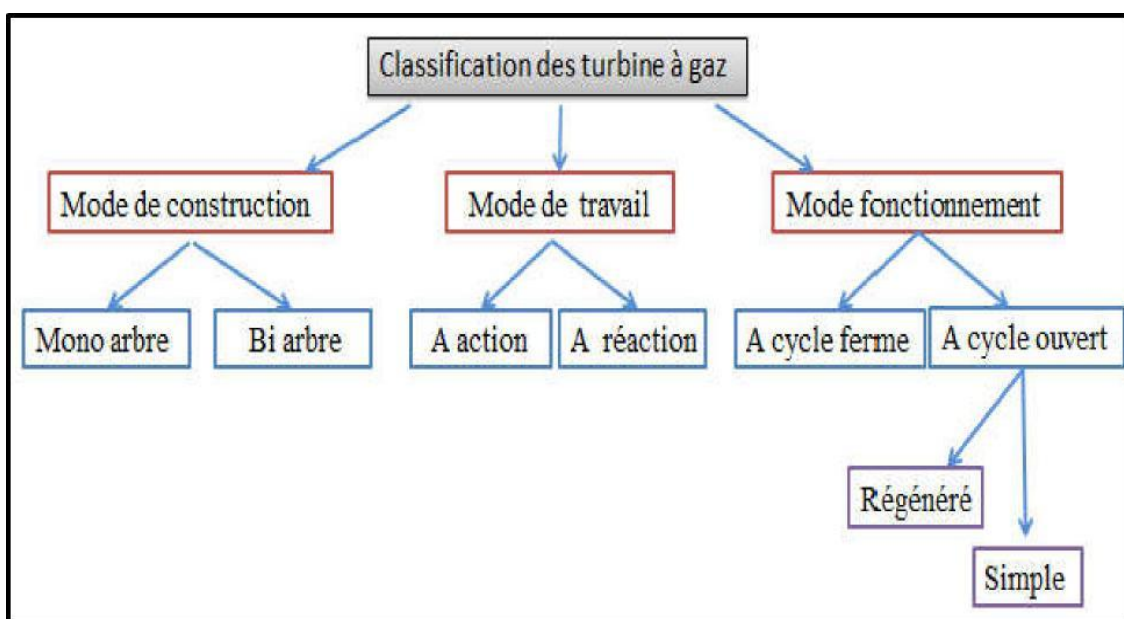 Classification des turbine à gaz
Mode de construction
Mode de travail
Mode fonctionnement
Mono arbre
Bi arbre
A action
A réaction
A cycle ferme
A cycle ouvert
Régénéré
Simple